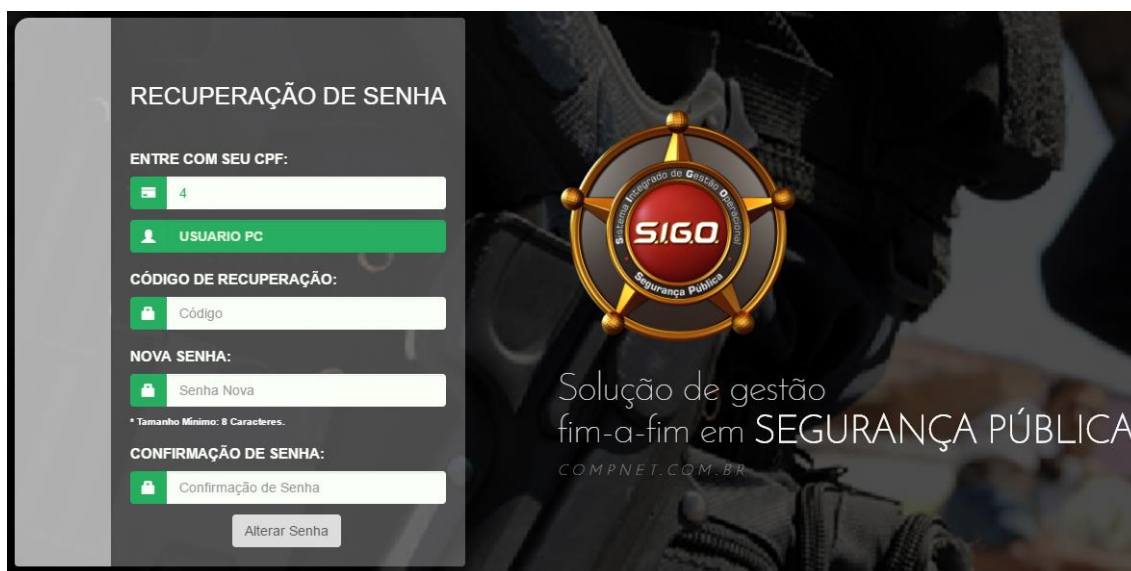 RECUPERAÇÃO DE SENHA
ENTRE COM SEU CPF:
4
USUARIO PC
CÓDIGO DE RECUPERAÇÃO:
Código
NOVA SENHA:
Senha Nova
* Tamanho Mínimo: 8 Caracteres.
CONFIRMAÇÃO DE SENHA:
Confirmação de Senha
Alterar Senha
Sistema Integrado de Gestão Operacional
S.I.G.O.
Segurança Pública
Solução de gestão
fim-a-fim em SEGURANÇA PÚBLICA
COMPNET.COM.BR